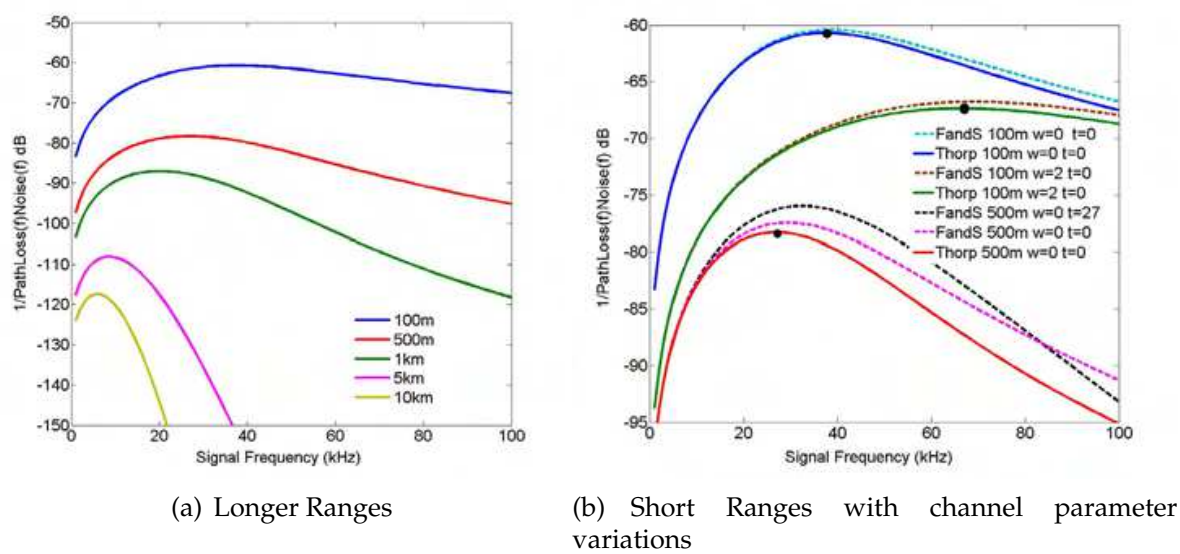 -50
-60
-70
-80
-90
-100
-110
-120
-130
-140
-150
1/PathLoss(f)Noise(f) dB
100m
500m
1km
5km
10km
0 20 40 60 80 100
Signal Frequency (kHz)
(a) Longer Ranges
-60
-65
-70
-75
-80
-85
-90
-95
1/PathLoss(f)Noise(f) dB
FandS 100m w=0 t=0
Thorp 100m w=0 t=0
FandS 100m w=2 t=0
Thorp 100m w=2 t=0
FandS 500m w=0 t=27
FandS 500m w=0 t=0
Thorp 500m w=0 t=0
0 20 40 60 80 100
Signal Frequency (kHz)
(b) Short Ranges with channel parameter
variations